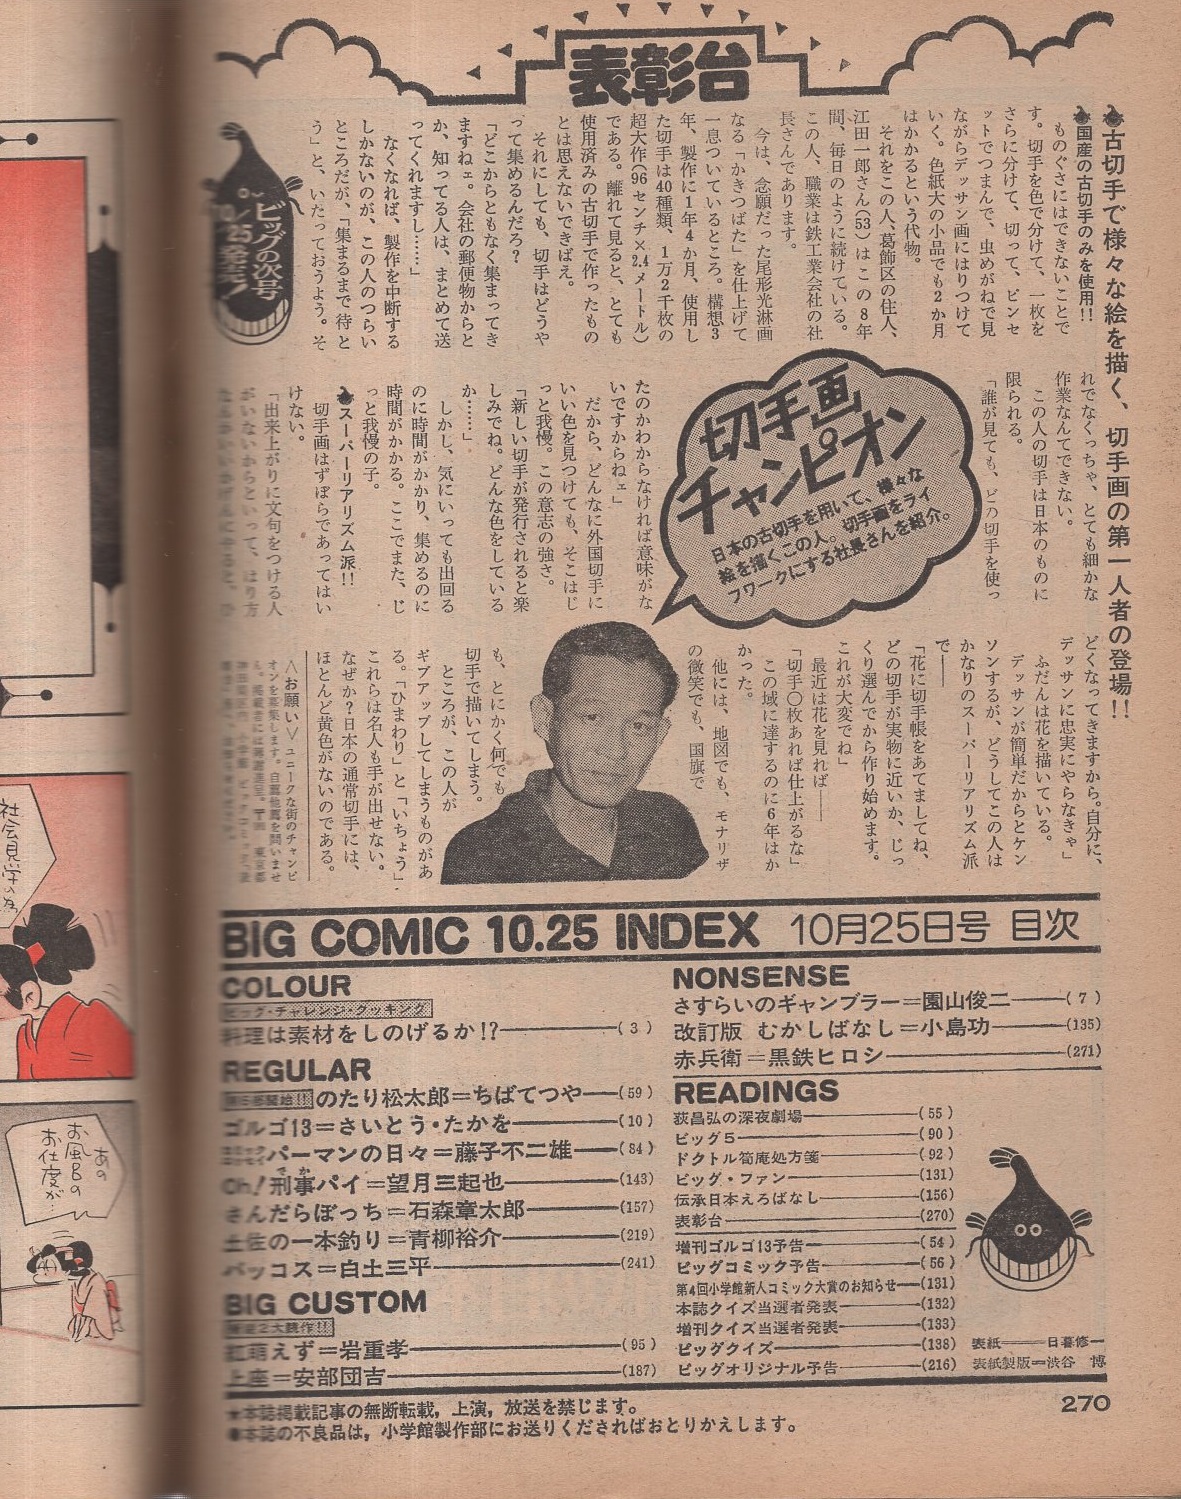 表彰台
古切手で様々な絵を描く、切手画の第一人者の登場!!
国産の古切手のみを使用!!
ものぐさにはできないことで
す。切手を色で分けて、一枚を
さらに分けて、切って、ピンセ
ットでつまんで、虫めがねで見
ながらデッサン画にはりつけて
いく。色紙大の小品でも2か月
はかかるという代物。
それをこの人、葛飾区の住人、
江田一郎さん(53)はこの8年
間、毎日のように続けている。
この人、職業は鉄工業会社の社
長さんであります。
今は、念願だった尾形光淋画
なる「かきつばた」を仕上げて
一息ついているところ。構想3
年、製作に1年4か月、使用し
た切手は40種類、1万2千枚の
超大作(96センチ×2.4メートル)
である。離れて見ると、とても
使用済みの古切手で作ったもの
とは思えないできばえ。
それにしても、切手はどうや
って集めるんだろ?
「どこからともなく集まってき
ますねェ。会社の郵便物からと
か、知ってる人は、まとめて送
ってくれますし……」
なくなれば、製作を中断する
しかないのが、この人のつらい
ところだが、「集まるまで待と
う」と、いたっておうよう。そ
ビッグの次号
10/25発売!
れでなくっちゃ、とても細かな
作業なんてできない。
この人の切手は日本のものに
限られる。
「誰が見ても、どの切手を使っ
切手画
チャンピオン
日本の古切手を用いて、様々な
絵を描くこの人。切手画をライ
フワークにする社長さんを紹介。
たのかわからなければ意味がな
いですからねェ」
だから、どんなに外国切手に
いい色を見つけても、そこはじ
っと我慢。この意志の強さ。
「新しい切手が発行されると楽
しみでね。どんな色をしている
か……」
しかし、気にいっても出回る
のに時間がかかり、集めるのに
時間がかかる。ここでまた、じ
っと我慢の子。
スーパーリアリズム派!!
切手画はずぼらであってはい
けない。
「出来上がりに文句をつける人
がいないからといって、はり方
どくなってきますから。自分に、
デッサンに忠実にやらなきゃ」
ふだんは花を描いている。
デッサンが簡単だからとケン
ソンするが、どうしてこの人は
かなりのスーパーリアリズム派
で――
「花に切手帳をあてましてね、
どの切手が実物に近いか、じっ
くり選んでから作り始めます。
これが大変でね」
最近は花を見れば――
「切手〇枚あれば仕上がるな」
この域に達するのに6年はか
かった。
他には、地図でも、モナリザ
の微笑でも、国旗で
も、とにかく何でも
切手で描いてしまう。
ところが、この人が
ギブアップしてしまうものがあ
る。「ひまわり」と「いちょう」。
これらは名人も手が出せない。
なぜか?日本の通常切手には、
ほとんど黄色がないのである。
〈お願い〉ユニークな街のチャンピ
オンを募集します。自薦他薦を問いませ
BIG COMIC 10.25 INDEX 10月25日号 目次
COLOUR
ビッグ・チャレンジ・クッキング
料理は素材をしのげるか!?――(3)
REGULAR
のたり松太郎=ちばてつや――(59)
ゴルゴ13=さいとう・たかを――(10)
パーマンの日々=藤子不二雄――(84)
Oh!刑事パイ=望月三起也――(143)
でか
さんだらぼっち=石森章太郎――(157)
土佐の一本釣り=青柳裕介――(219)
バッコス=白土三平――(241)
BIG CUSTOM
紅萌えず=岩重孝――(95)
上座=安部団吉――(187)
NONSENSE
さすらいのギャンブラー=園山俊二――(7)
改訂版 むかしばなし=小島功――(135)
赤兵衛=黒鉄ヒロシ――(271)
READINGS
荻昌弘の深夜劇場――(55)
ビッグ5――(90)
ドクトル筍庵処方箋――(92)
ビッグ・ファン――(131)
伝承日本えろばなし――(156)
表彰台――(270)
増刊ゴルゴ13予告――(54)
ビッグコミック予告――(56)
第4回小学館新人コミック大賞のお知らせ――(131)
本誌クイズ当選者発表――(132)
増刊クイズ当選者発表――(133)
ビッグクイズ――(138)
ビッグオリジナル予告――(216)
表紙――日暮修一
表紙製版=渋谷 博
★本誌掲載記事の無断転載,上演,放送を禁じます。
●本誌の不良品は,小学館製作部にお送りくださればおとりかえします。
270
あの
お風呂の
お仕度が…